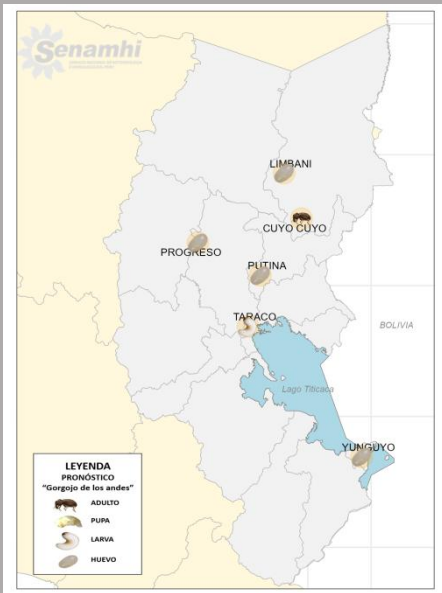 Senamhi
LIMBANI
CUYO CUYO
PROGRESO
PUTINA
TARACO
BOLIVIA
Lago Titicaca
YUNGUYO
LEYENDA
PRONÓSTICO
"Gorgojo de los andes"
ADULTO
PUPA
LARVA
HUEVO